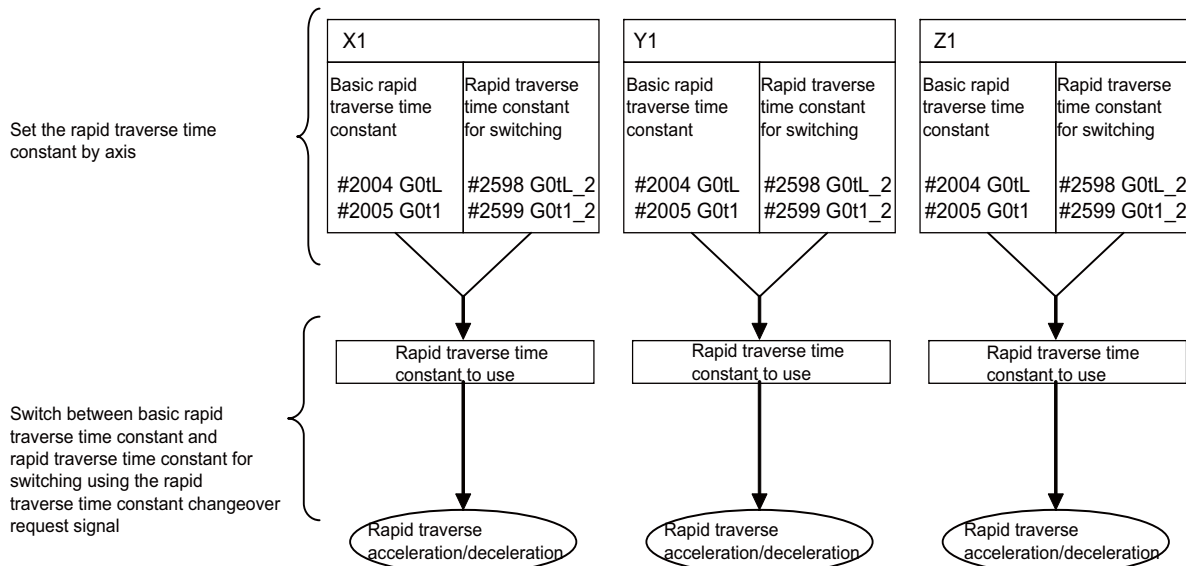 Set the rapid traverse time
constant by axis
X1
Basic rapid
traverse time
constant
#2004 G0tL
#2005 G0t1
Rapid traverse
time constant
for switching
#2598 G0tL_2
#2599 G0t1_2
Y1
Basic rapid
traverse time
constant
#2004 G0tL
#2005 G0t1
Rapid traverse
time constant
for switching
#2598 G0tL_2
#2599 G0t1_2
Z1
Basic rapid
traverse time
constant
#2004 G0tL
#2005 G0t1
Rapid traverse
time constant
for switching
#2598 G0tL_2
#2599 G0t1_2
Switch between basic rapid
traverse time constant and
rapid traverse time constant for
switching using the rapid
traverse time constant changeover
request signal
Rapid traverse time
constant to use
Rapid traverse time
constant to use
Rapid traverse time
constant to use
Rapid traverse
acceleration/deceleration
Rapid traverse
acceleration/deceleration
Rapid traverse
acceleration/deceleration